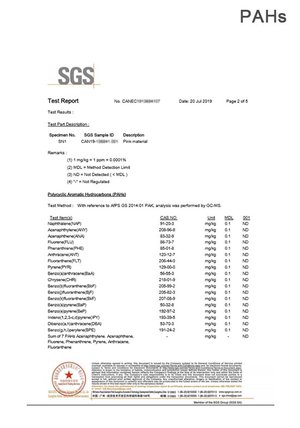 PAHs
SGS
Test Report
Date: 20 Jul 2019
Page 2 of 5
Test Results :
Test Part Description :
Specimen No. SGS Sample ID Description
SN1 Pink material
Remarks :
(1) 1 mg/kg = 1 ppm = 0.0001%
(2) MDL = Method Detection Limit
(3) ND = Not Detected ( < MDL )
(4) "-" = Not Regulated
Polycyclic Aromatic Hydrocarbons (PAHs)
Test Method : With reference to AfPS GS 2014:01 PAK, analysis was performed by GC-MS.
Test Item(s) CAS NO. Unit MDL 001
Naphthalene(NAP) 91-20-3 mg/kg 0.1 ND
Acenaphthylene(ANY) 208-96-8 mg/kg 0.1 ND
Acenaphthene(ANA) 83-32-9 mg/kg 0.1 ND
Fluorene(FLU) 86-73-7 mg/kg 0.1 ND
Phenanthrene(PHE) 85-01-8 mg/kg 0.1 ND
Anthracene(ANT) 120-12-7 mg/kg 0.1 ND
Fluoranthene(FLT) 206-44-0 mg/kg 0.1 ND
Pyrene(PYR) 129-00-0 mg/kg 0.1 ND
Benzo(a)anthracene(BaA) 56-55-3 mg/kg 0.1 ND
Chrysene(CHR) 218-01-9 mg/kg 0.1 ND
Benzo(b)fluoranthene(BbF) 205-99-2 mg/kg 0.1 ND
Benzo(j)fluoranthene(BjF) 205-82-3 mg/kg 0.1 ND
Benzo(k)fluoranthene(BkF) 207-08-9 mg/kg 0.1 ND
Benzo(a)pyrene(BaP) 50-32-8 mg/kg 0.1 ND
Benzo(e)pyrene(BeP) 192-97-2 mg/kg 0.1 ND
Indeno(1,2,3-c,d)pyrene(IPY) 193-39-5 mg/kg 0.1 ND
Dibenzo(a,h)anthracene(DBA) 53-70-3 mg/kg 0.1 ND
Benzo(g,h,i)perylene(BPE) 191-24-2 mg/kg 0.1 ND
Sum of 7 PAHs Acenaphthylene, Acenaphthene, mg/kg - ND
Fluorene, Phenanthrene, Pyrene, Anthracene,
Fluoranthene
Member of the SGS Group (SGS SA)